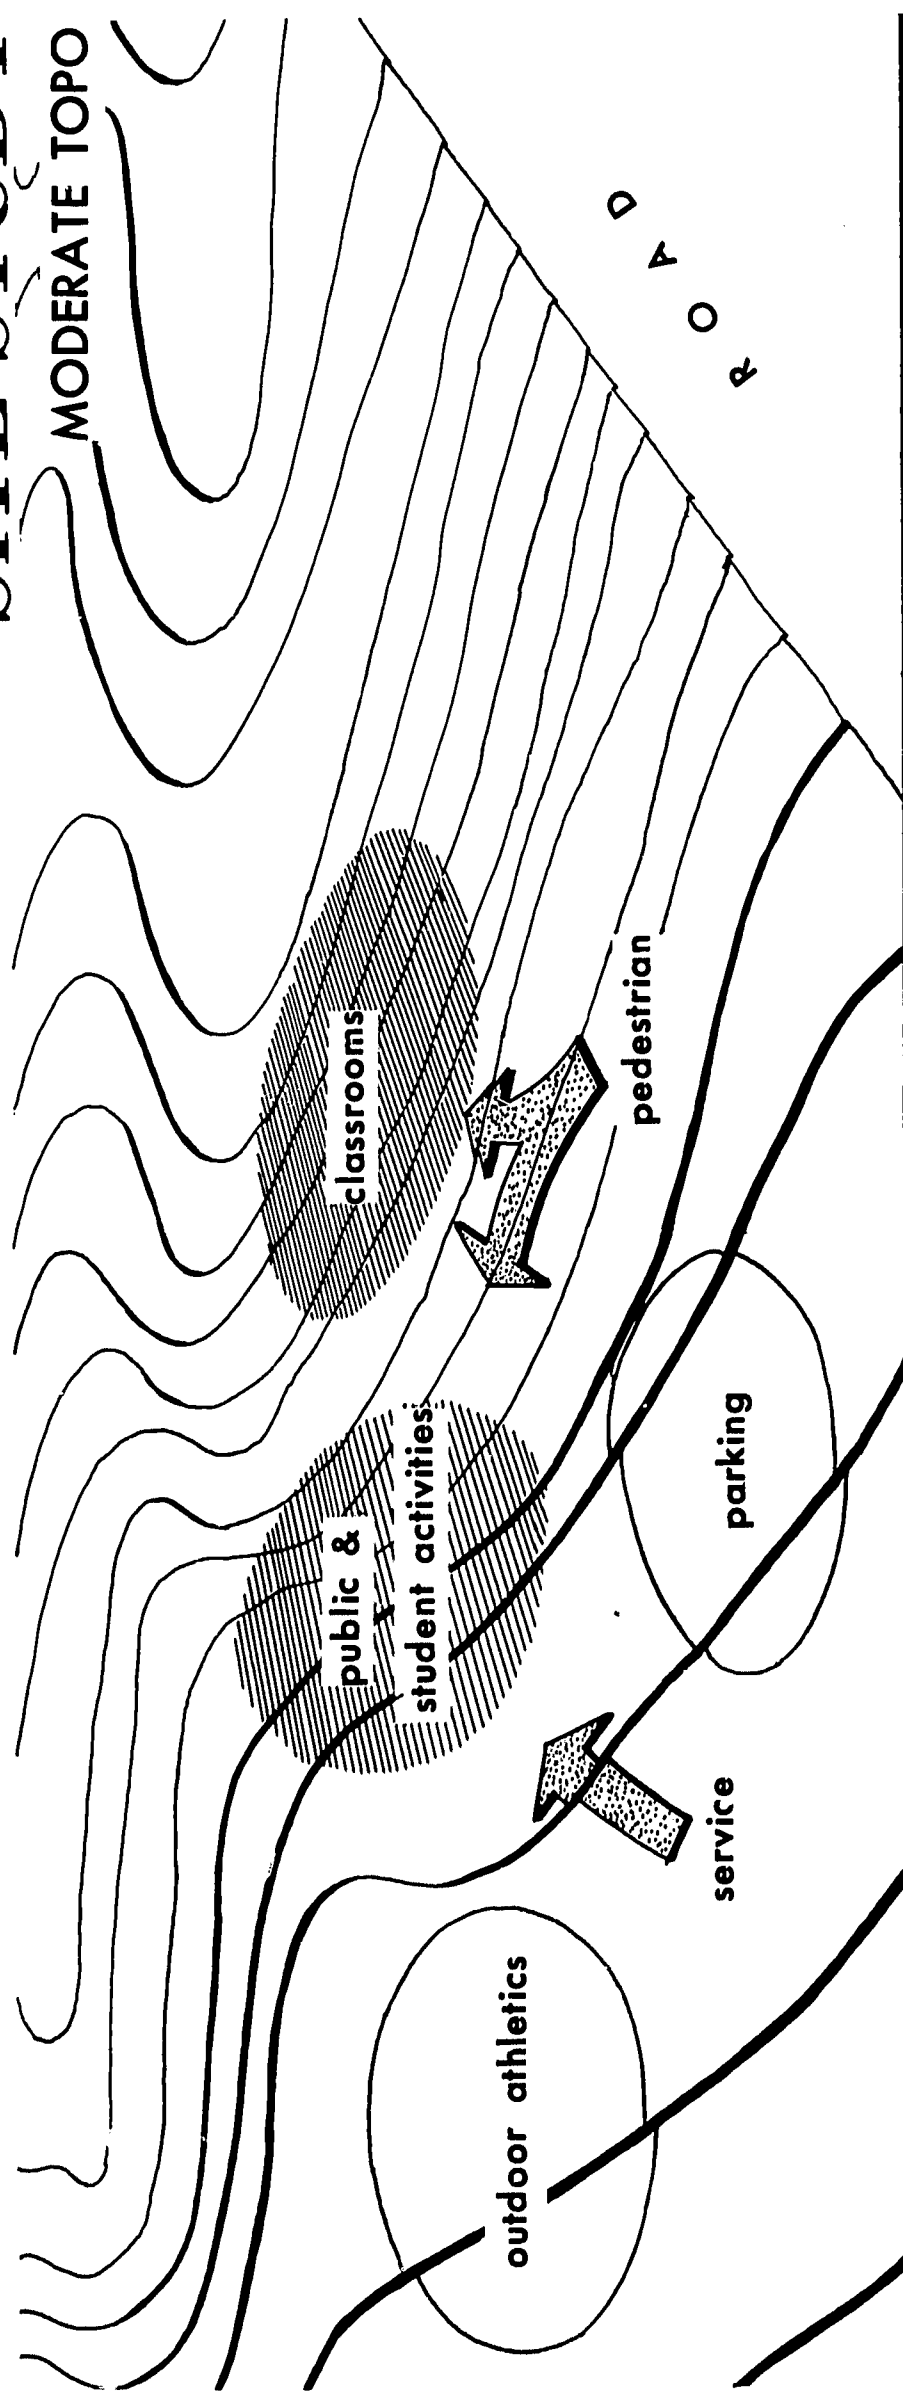 MODERATE TOPO
ROAD
classrooms
pedestrian
public &
student activities
parking
service
outdoor athletics